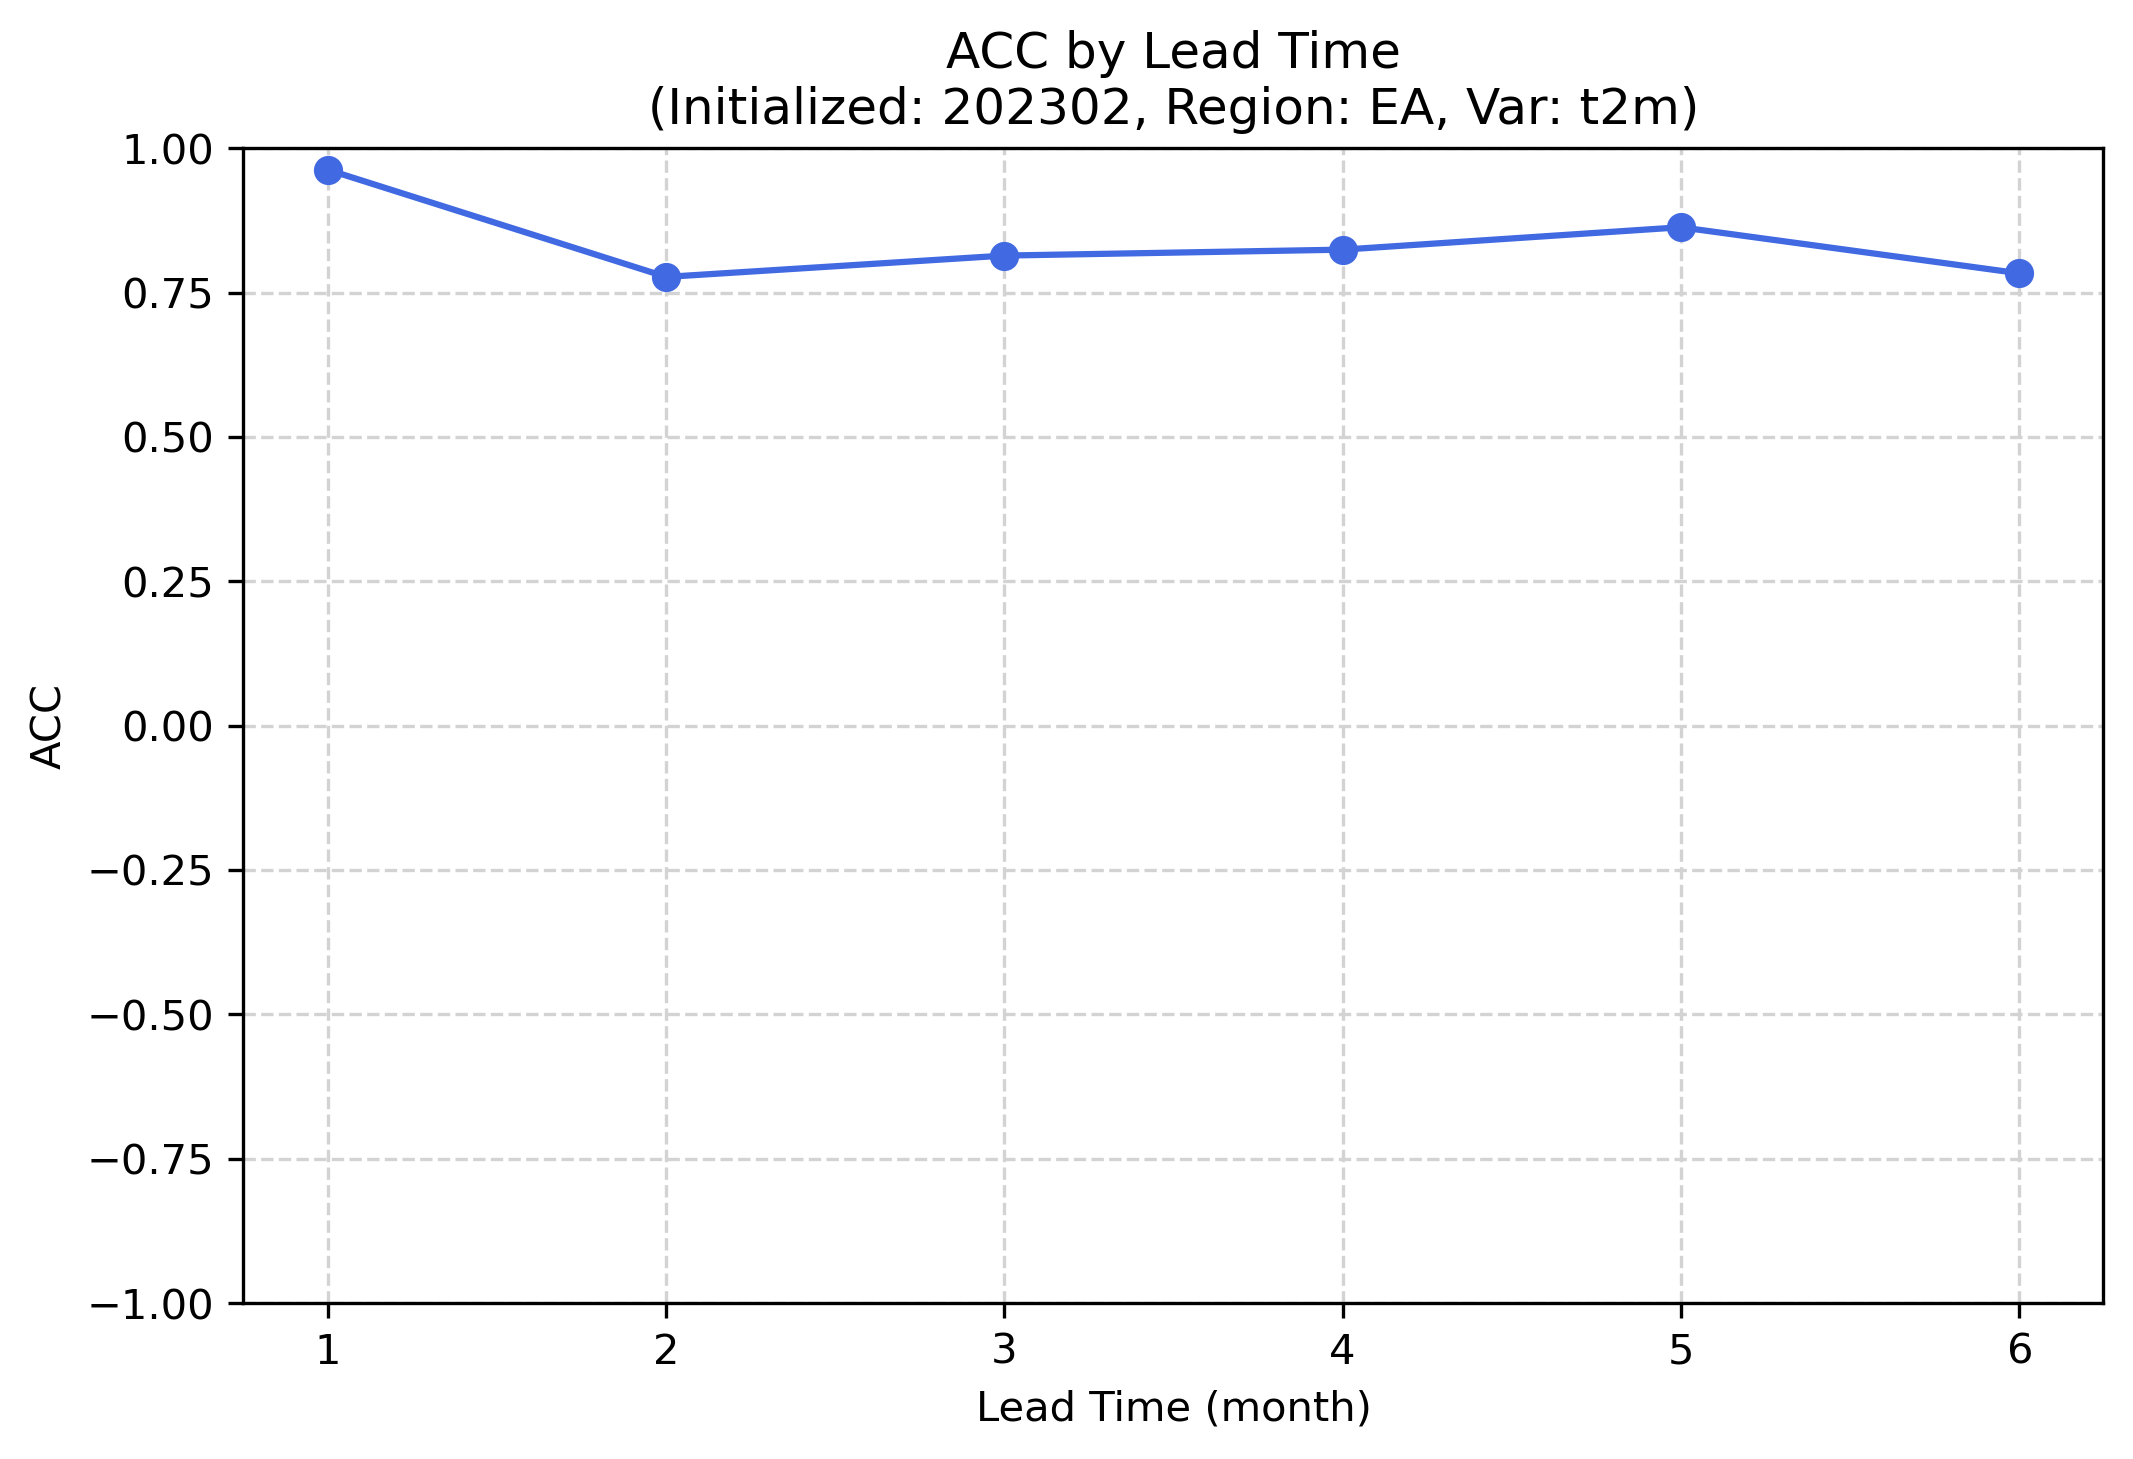 ACC by Lead Time
(Initialized: 202302, Region: EA, Var: t2m)
1.00
0.75
0.50
0.25
0.00
−0.25
−0.50
−0.75
−1.00
ACC
1 2 3 4 5 6
Lead Time (month)